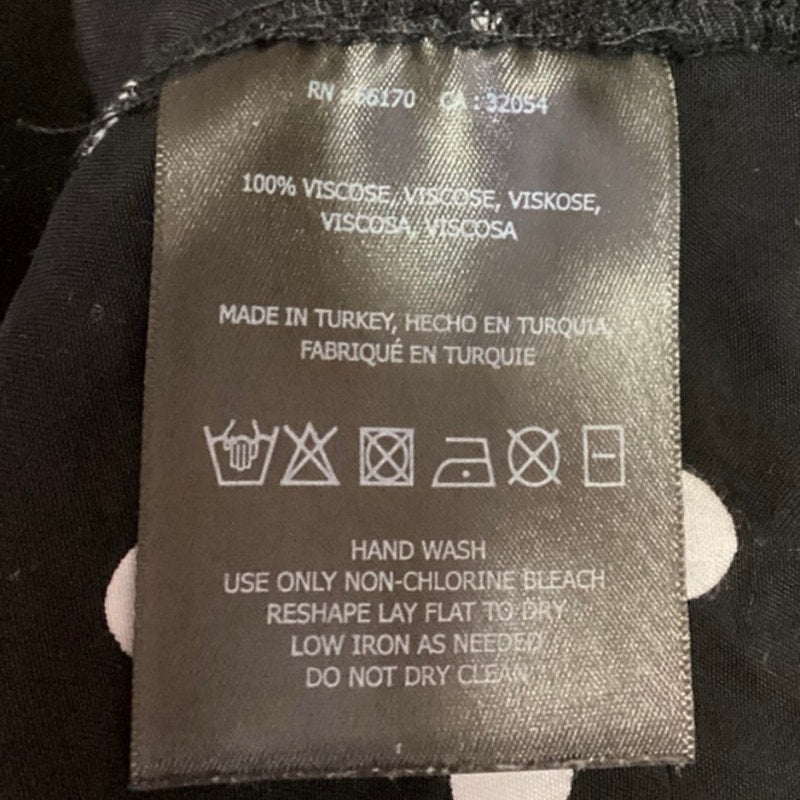 RN : 66170 CA : 32054
100% VISCOSE, VISCOSE, VISKOSE,
VISCOSA, VISCOSA
MADE IN TURKEY, HECHO EN TURQUIA,
FABRIQUÉ EN TURQUIE
HAND WASH
USE ONLY NON-CHLORINE BLEACH
RESHAPE LAY FLAT TO DRY
LOW IRON AS NEEDED
DO NOT DRY CLEAN